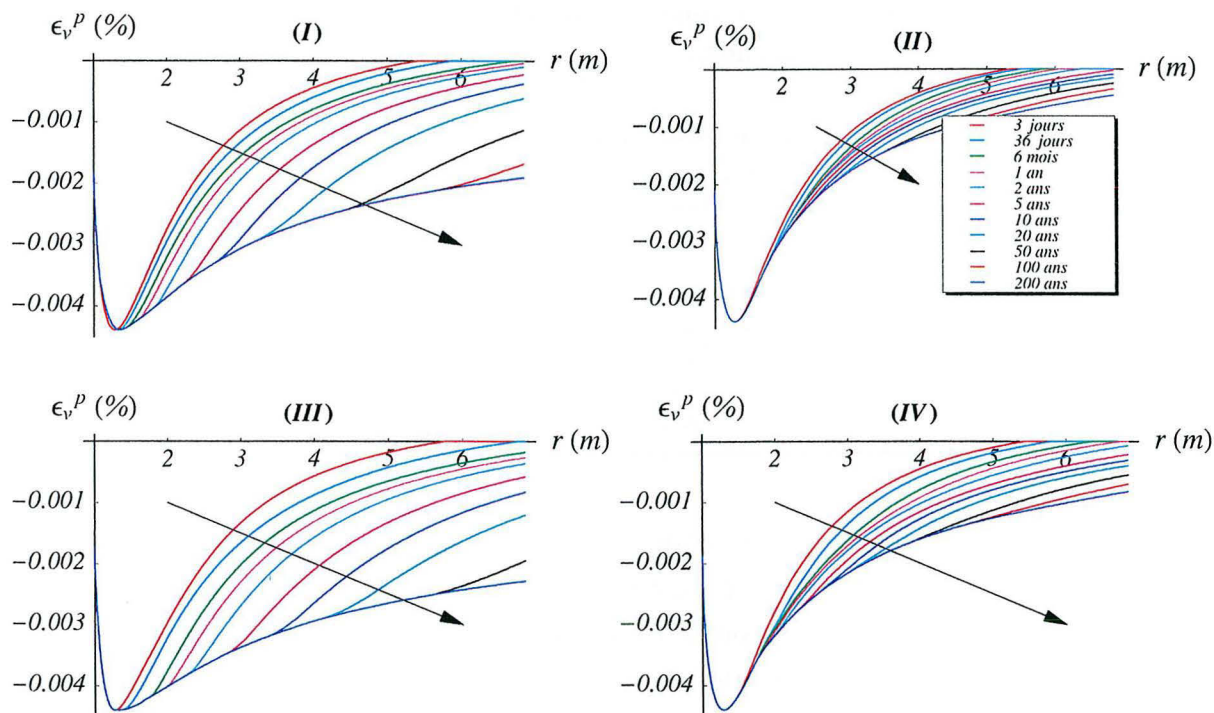 ϵᵥᵖ (%)
(I)
r (m)
2
3
4
5
6
−0.001
−0.002
−0.003
−0.004
ϵᵥᵖ (%)
(II)
r (m)
2
3
4
5
6
−0.001
−0.002
−0.003
−0.004
3 jours
36 jours
6 mois
1 an
2 ans
5 ans
10 ans
20 ans
50 ans
100 ans
200 ans
ϵᵥᵖ (%)
(III)
r (m)
2
3
4
5
6
−0.001
−0.002
−0.003
−0.004
ϵᵥᵖ (%)
(IV)
r (m)
2
3
4
5
6
−0.001
−0.002
−0.003
−0.004